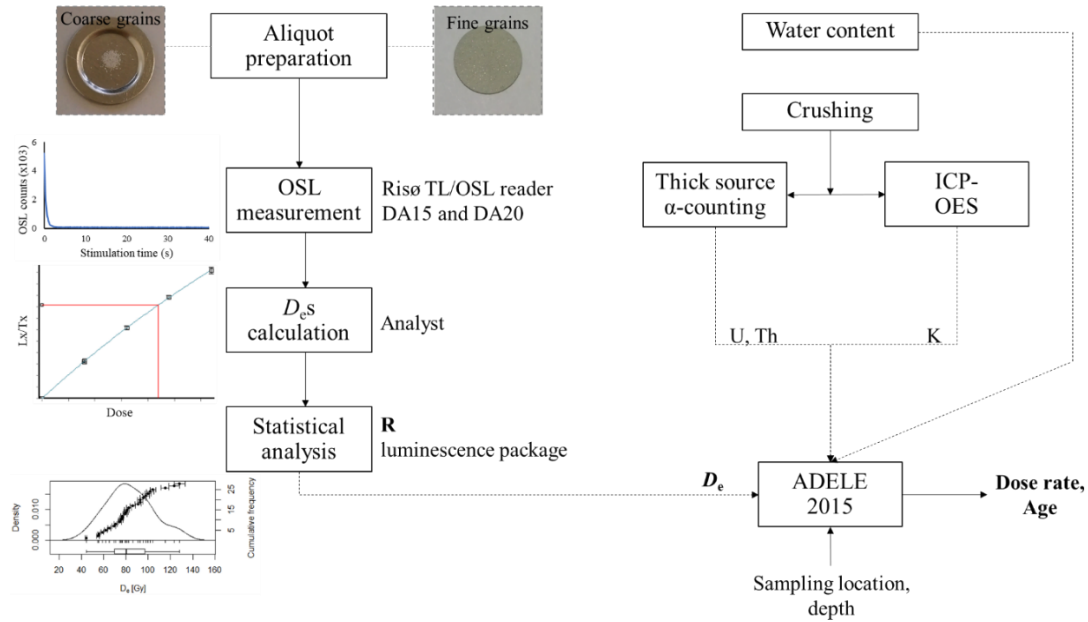 Coarse grains
Aliquot
preparation
Fine grains
Water content
Crushing
6
4
2
0
OSL counts (x103)
0 10 20 30 40
Stimulation time (s)
OSL
measurement
Risø TL/OSL reader
DA15 and DA20
Thick source
α-counting
ICP-
OES
Lx/Tx
Dose
Dₑs
calculation
Analyst
U, Th
K
Statistical
analysis
R
luminescence package
Dₑ
ADELE
2015
Dose rate,
Age
Density
0.000 0.010
5 15 25
Cumulative frequency
20 40 60 80 100 120 140 160
Dₑ [Gy]
Sampling location,
depth